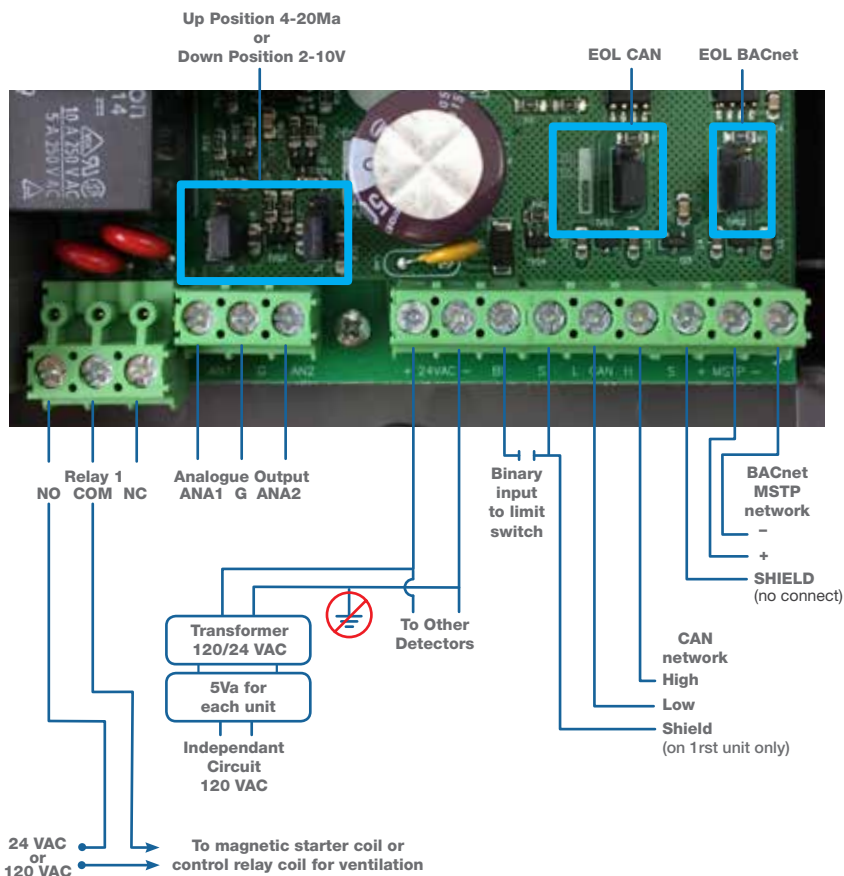 Up Position 4-20Ma
or
Down Position 2-10V
EOL CAN
EOL BACnet
14
10 A 250 V AC
5 A 250 V AC
AN1 G AN2
+ 24VAC − BI S L CAN H S + MSTP −
Relay 1
NO COM NC
Analogue Output
ANA1 G ANA2
Binary
input
to limit
switch
BACnet
MSTP
network
–
+
SHIELD
(no connect)
Transformer
120/24 VAC
To Other
Detectors
5Va for
each unit
CAN
network
High
Low
Shield
(on 1rst unit only)
Independant
Circuit
120 VAC
24 VAC
or
120 VAC
To magnetic starter coil or
control relay coil for ventilation